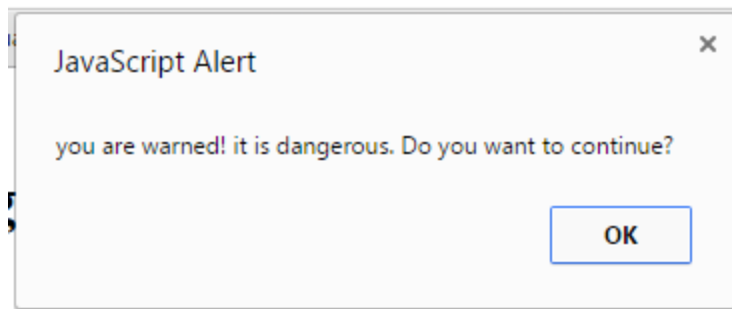 JavaScript Alert
you are warned! it is dangerous. Do you want to continue?
OK